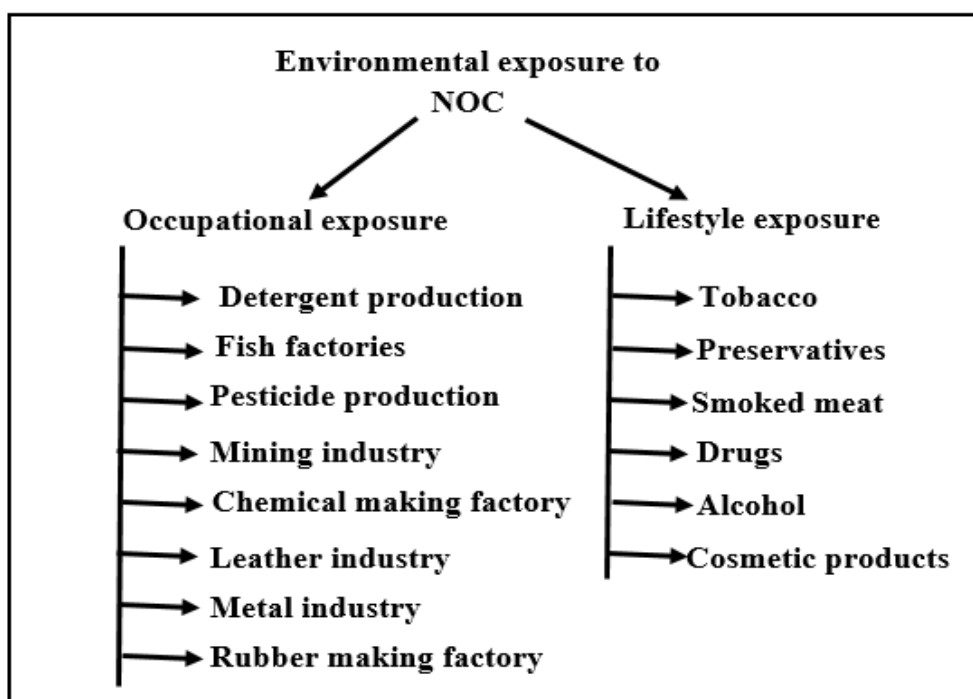 Environmental exposure to
NOC
Occupational exposure
Detergent production
Fish factories
Pesticide production
Mining industry
Chemical making factory
Leather industry
Metal industry
Rubber making factory
Lifestyle exposure
Tobacco
Preservatives
Smoked meat
Drugs
Alcohol
Cosmetic products